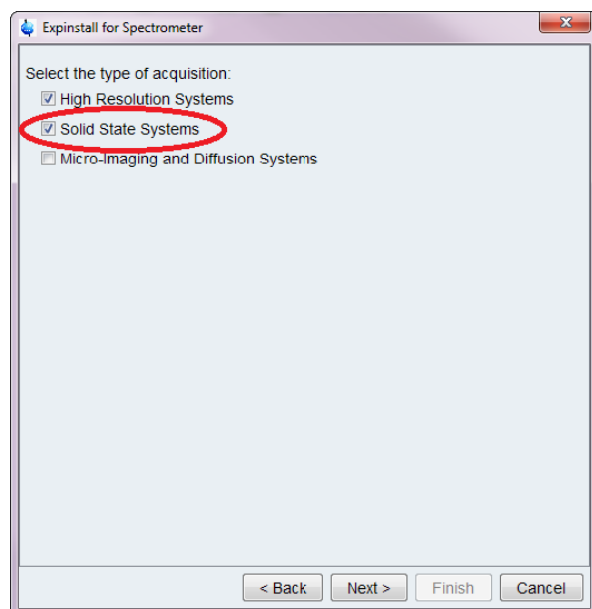 Expinstall for Spectrometer
Select the type of acquisition:
High Resolution Systems
Solid State Systems
Micro-Imaging and Diffusion Systems
< Back Next > Finish Cancel